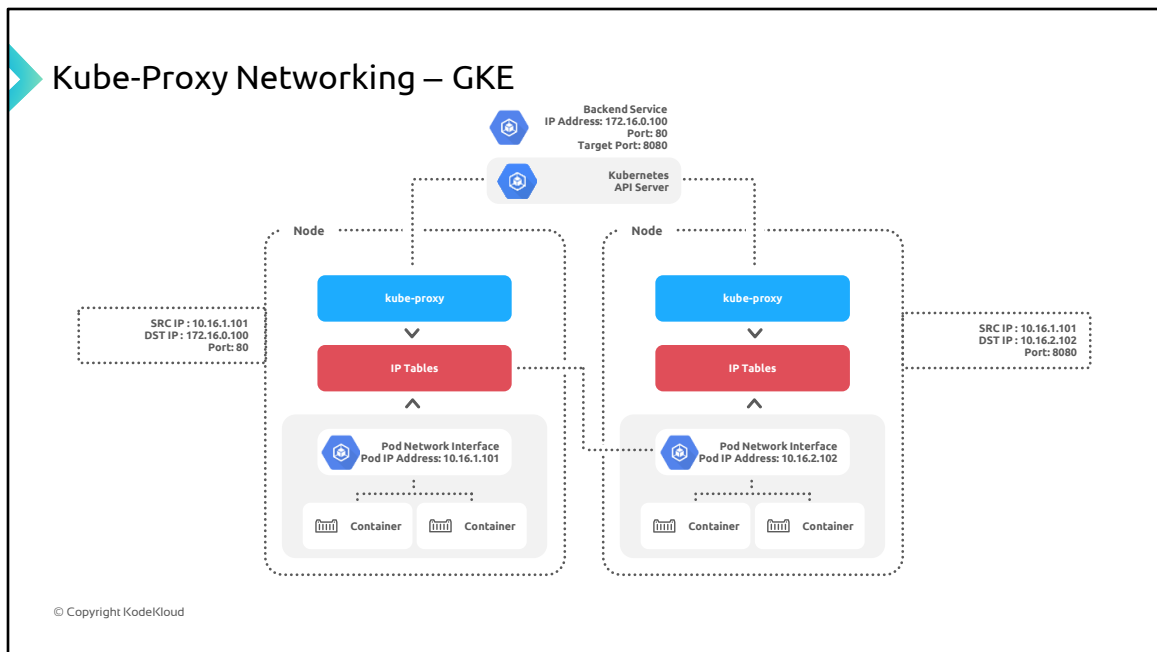 Kube-Proxy Networking – GKE
Backend Service
IP Address: 172.16.0.100
Port: 80
Target Port: 8080
Kubernetes
API Server
Node
Node
kube-proxy
kube-proxy
SRC IP : 10.16.1.101
DST IP : 172.16.0.100
Port: 80
SRC IP : 10.16.1.101
DST IP : 10.16.2.102
Port: 8080
IP Tables
IP Tables
Pod Network Interface
Pod IP Address: 10.16.1.101
Pod Network Interface
Pod IP Address: 10.16.2.102
Container
Container
Container
Container
© Copyright KodeKloud